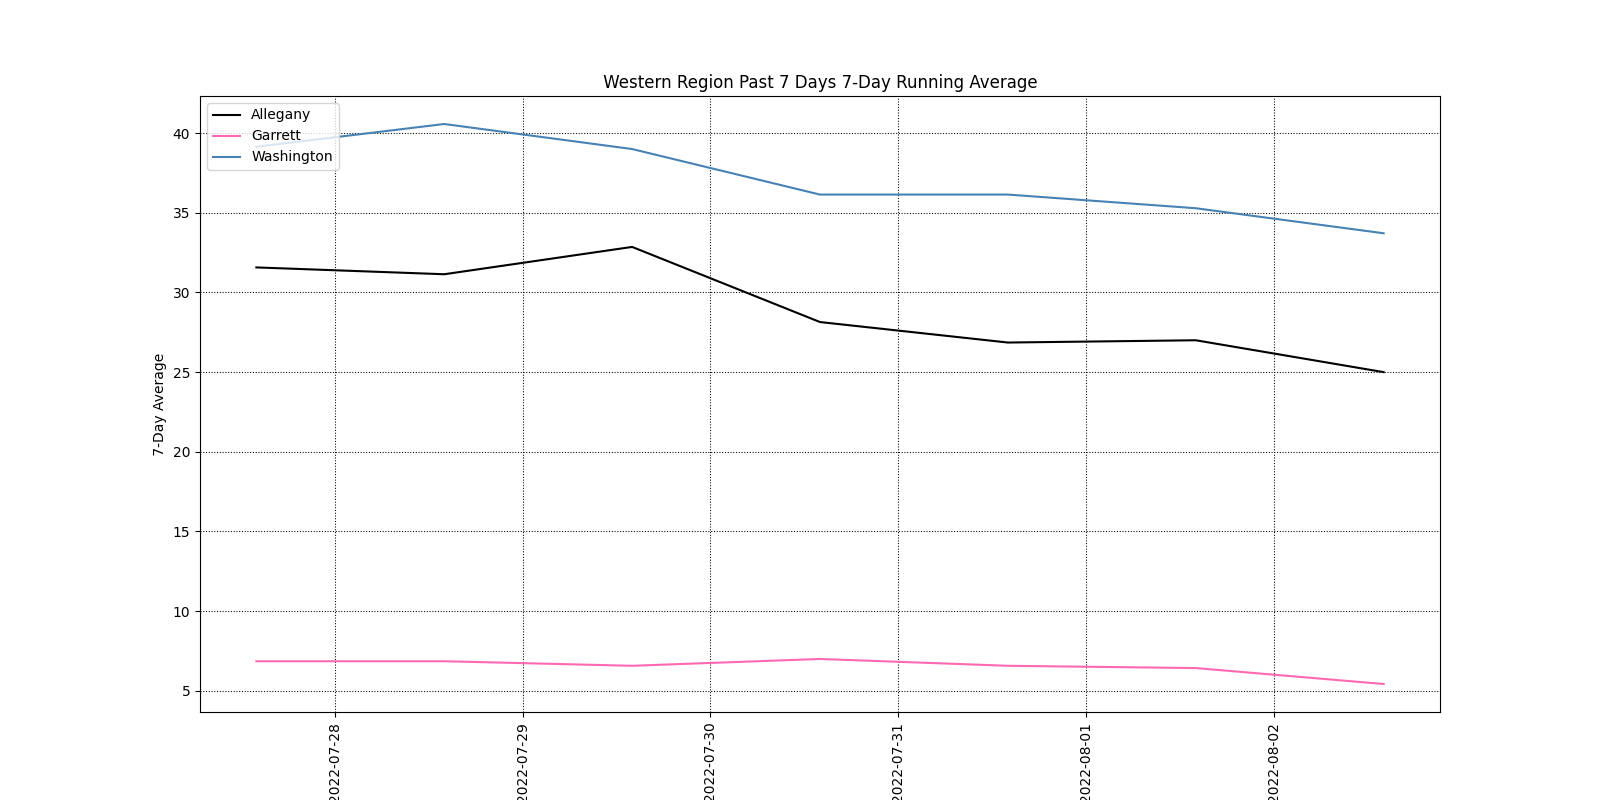 Western Region Past 7 Days 7-Day Running Average
Allegany
Garrett
Washington
7-Day Average
40
35
30
25
20
15
10
5
2022-07-28
2022-07-29
2022-07-30
2022-07-31
2022-08-01
2022-08-02